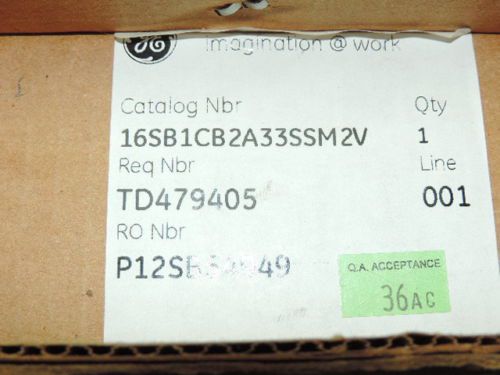 imagination @ work
Catalog Nbr
Qty
16SB1CB2A33SSM2V
1
Req Nbr
Line
TD479405
001
RO Nbr
Q.A. ACCEPTANCE
36AC